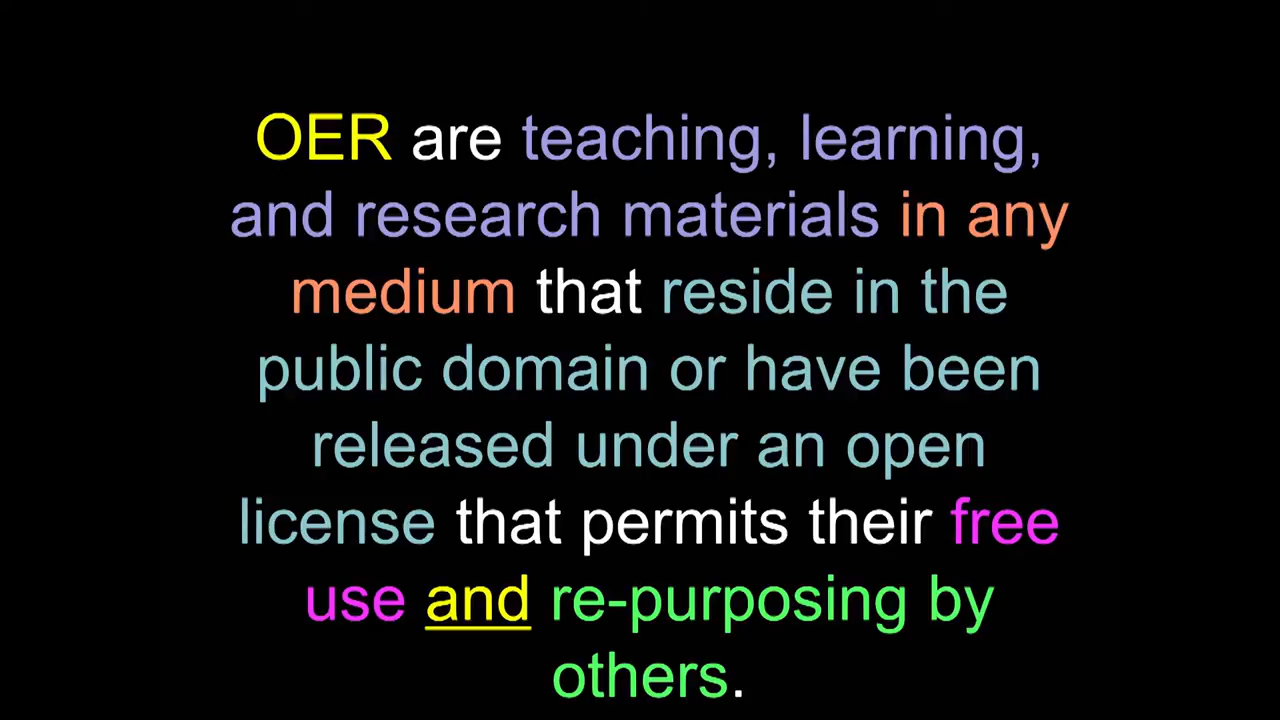 OER are teaching, learning,
and research materials in any
medium that reside in the
public domain or have been
released under an open
license that permits their free
use and re-purposing by
others.